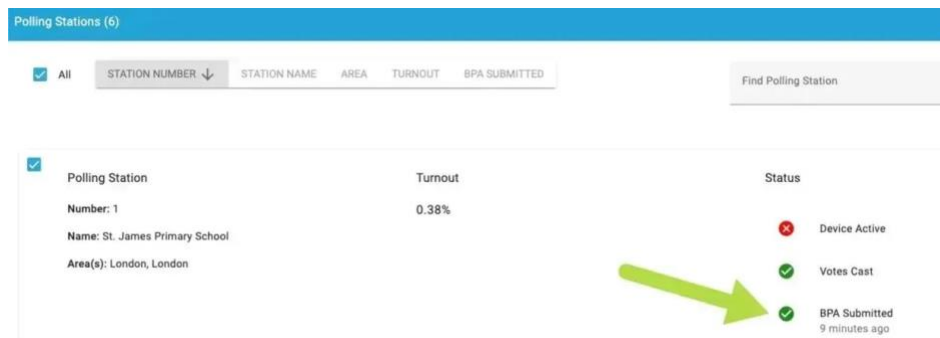 Polling Stations (6)
All
STATION NUMBER STATION NAME AREA TURNOUT BPA SUBMITTED
Find Polling Station
Polling Station Turnout Status
Number: 1 0.38%
Device Active
Name: St. James Primary School
Area(s): London, London
Votes Cast
BPA Submitted
9 minutes ago